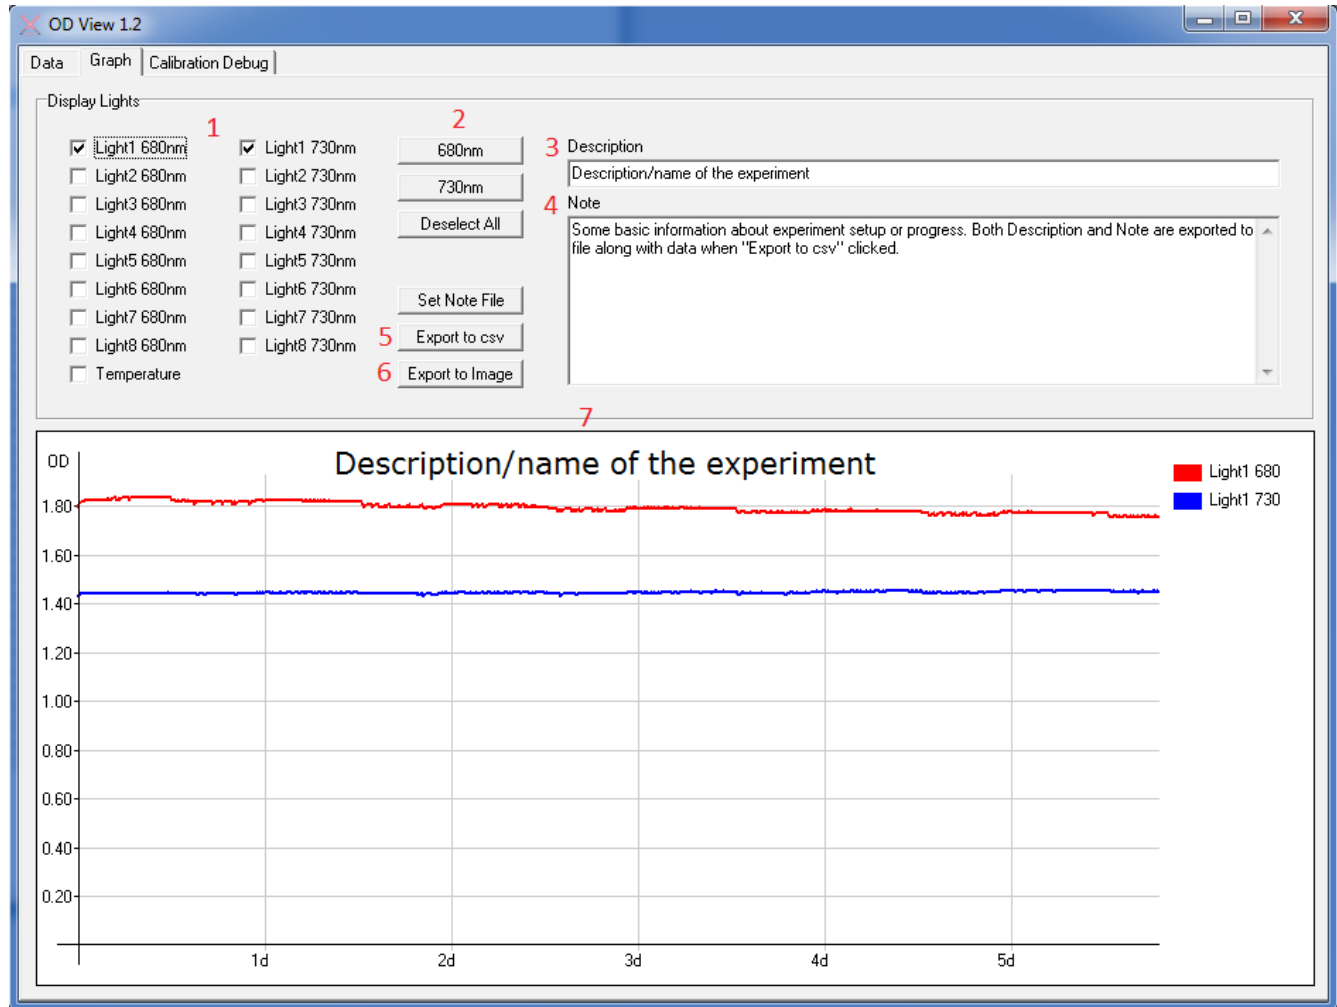 OD View 1.2
Data Graph Calibration Debug
Display Lights
1
2
Light1 680nm Light1 730nm 680nm
Light2 680nm Light2 730nm 730nm
Light3 680nm Light3 730nm
Light4 680nm Light4 730nm Deselect All
Light5 680nm Light5 730nm
Light6 680nm Light6 730nm Set Note File
Light7 680nm Light7 730nm
Light8 680nm Light8 730nm 5 Export to csv
Temperature 6 Export to Image
3 Description
Description/name of the experiment
4 Note
Some basic information about experiment setup or progress. Both Description and Note are exported to
file along with data when "Export to csv" clicked.
7
OD
Description/name of the experiment
Light1 680
Light1 730
1.80
1.60
1.40
1.20
1.00
0.80
0.60
0.40
0.20
1d 2d 3d 4d 5d